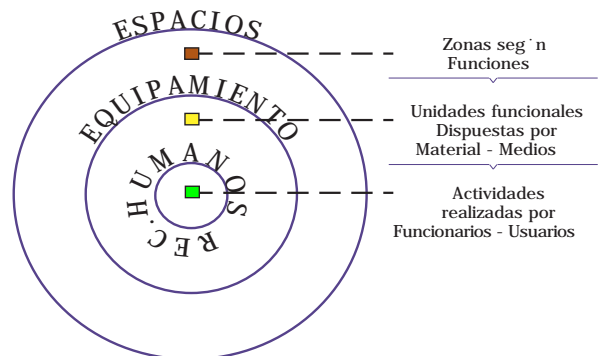 ESPACIOS
Zonas seg´n
Funciones
EQUIPAMIENTO
Unidades funcionales
Dispuestas por
Material - Medios
REC. HUMANOS
Actividades
realizadas por
Funcionarios - Usuarios